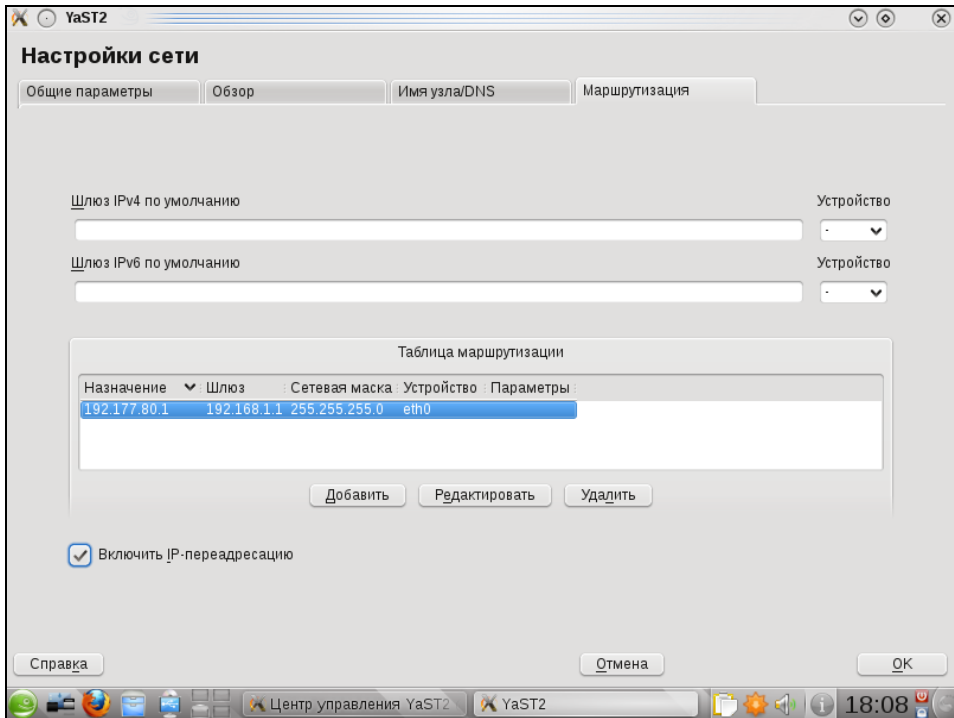 YaST2
Настройки сети
Общие параметры Обзор Имя узла/DNS Маршрутизация
Шлюз IPv4 по умолчанию Устройство
-
Шлюз IPv6 по умолчанию Устройство
-
Таблица маршрутизации
Назначение Шлюз Сетевая маска Устройство Параметры
192.177.80.1 192.168.1.1 255.255.255.0 eth0
Добавить Редактировать Удалить
Включить IP-переадресацию
Справка Отмена OK
Центр управления YaST2 YaST2 18:08